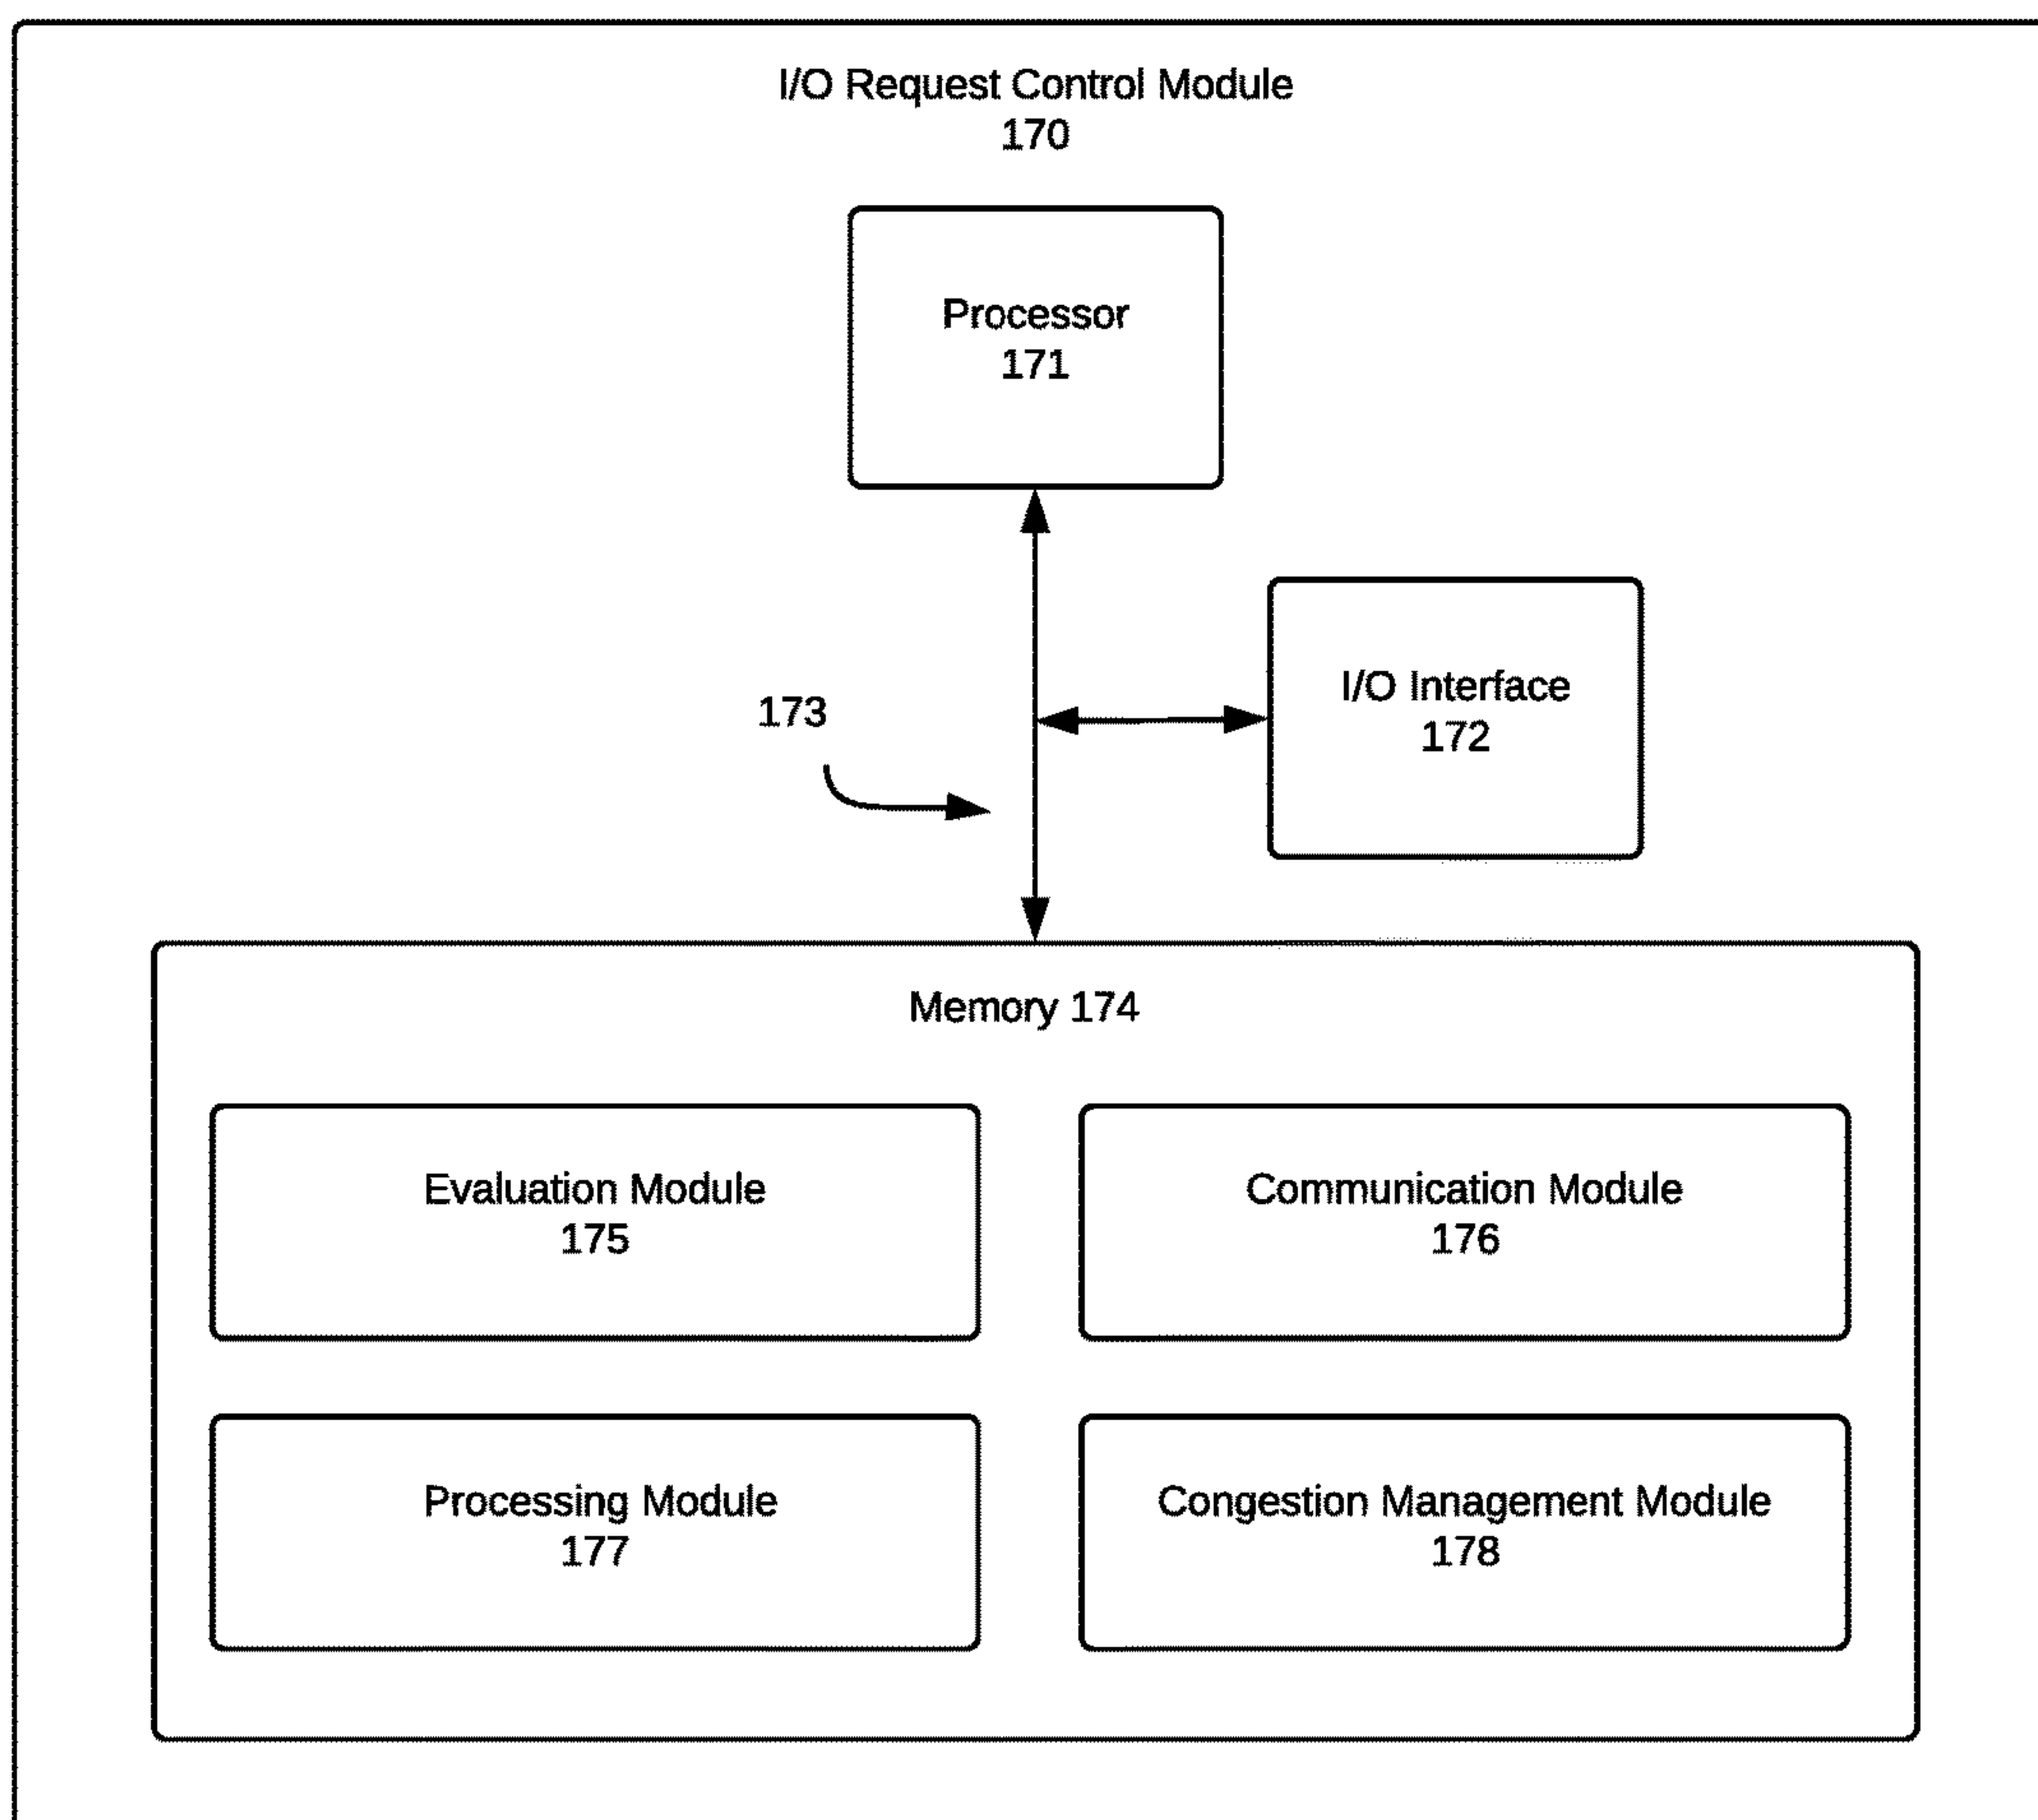 I/O Request Control Module
170
Processor
171
I/O Interface
172
173
Memory 174
Evaluation Module
175
Communication Module
176
Processing Module
177
Congestion Management Module
178